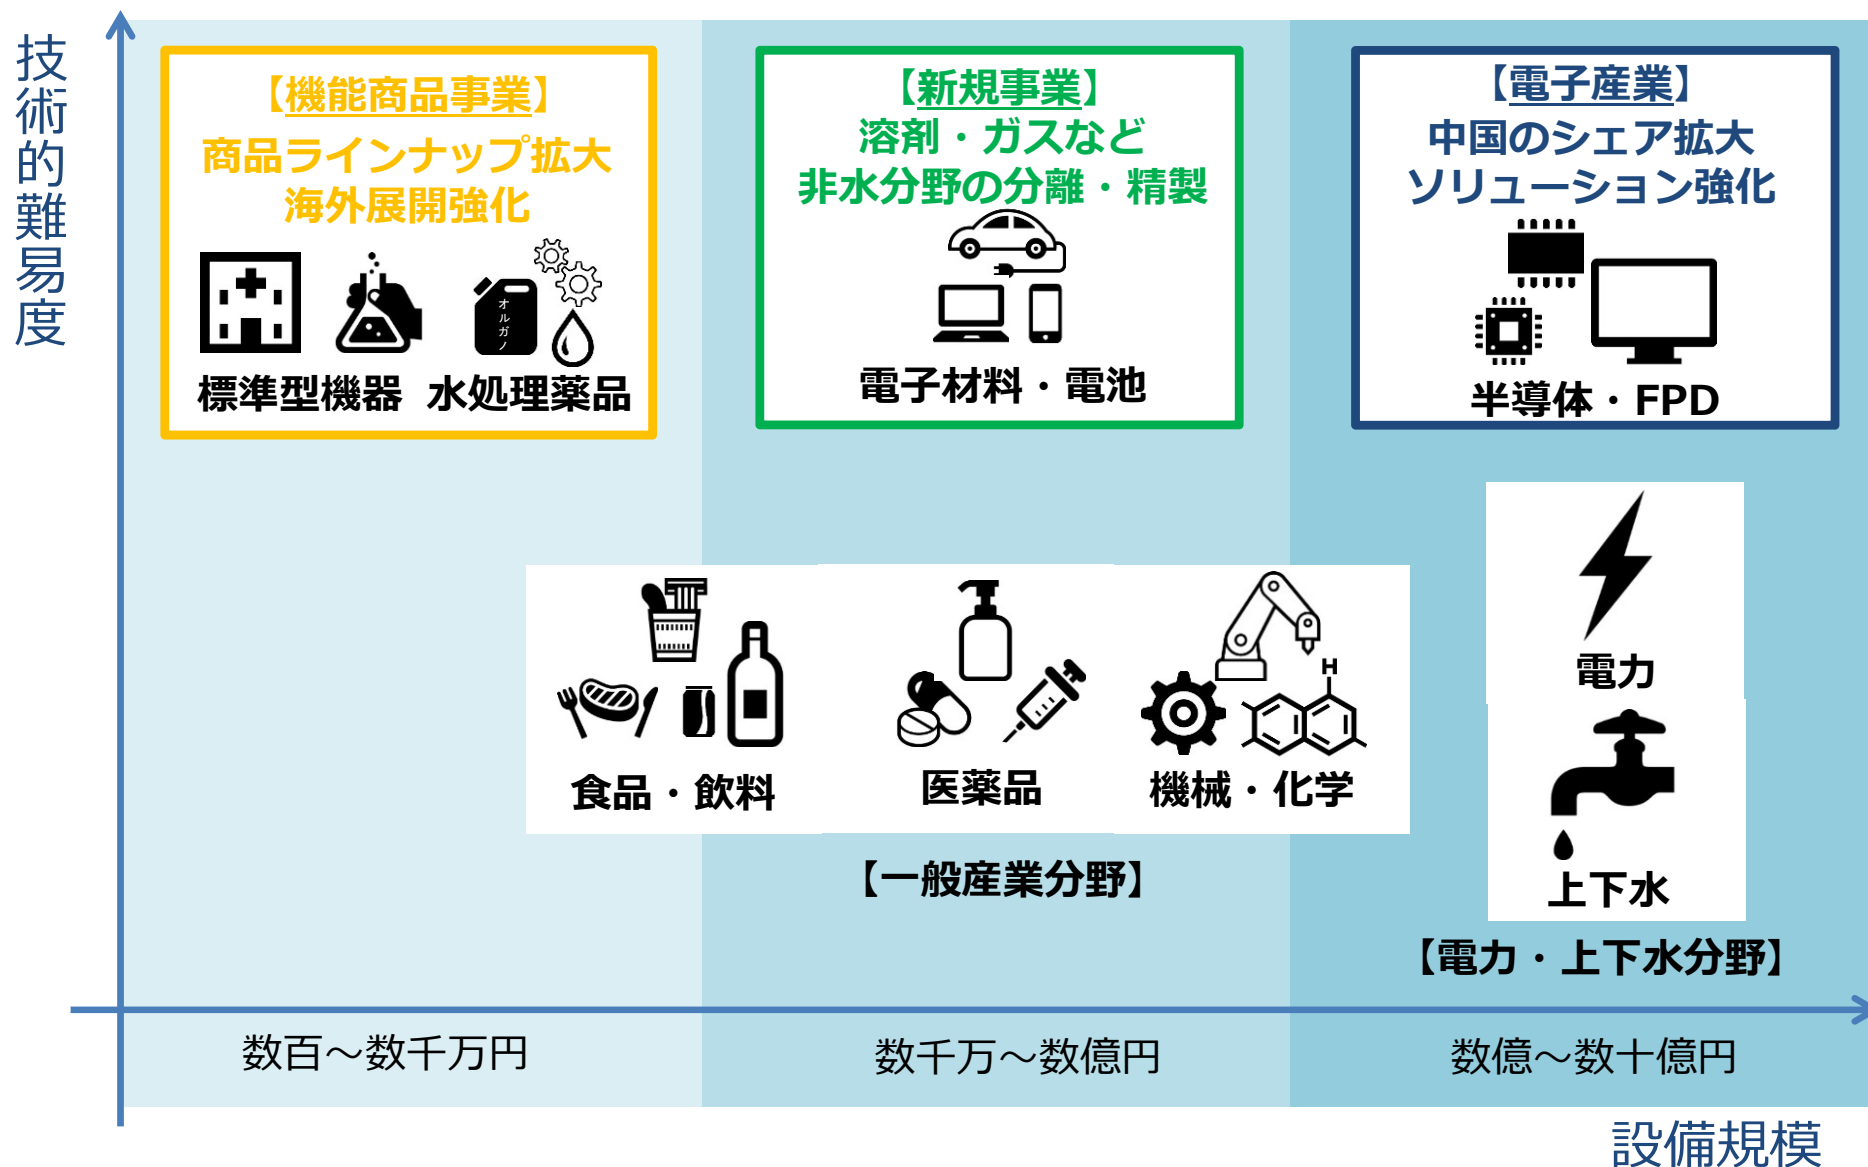 技術的難易度
【機能商品事業】
商品ラインナップ拡大
海外展開強化
オルガノ
標準型機器 水処理薬品
【新規事業】
溶剤・ガスなど
非水分野の分離・精製
電子材料・電池
【電子産業】
中国のシェア拡大
ソリューション強化
半導体・FPD
食品・飲料
医薬品
H
機械・化学
【一般産業分野】
電力
上下水
【電力・上下水分野】
数百～数千万円
数千万～数億円
数億～数十億円
設備規模